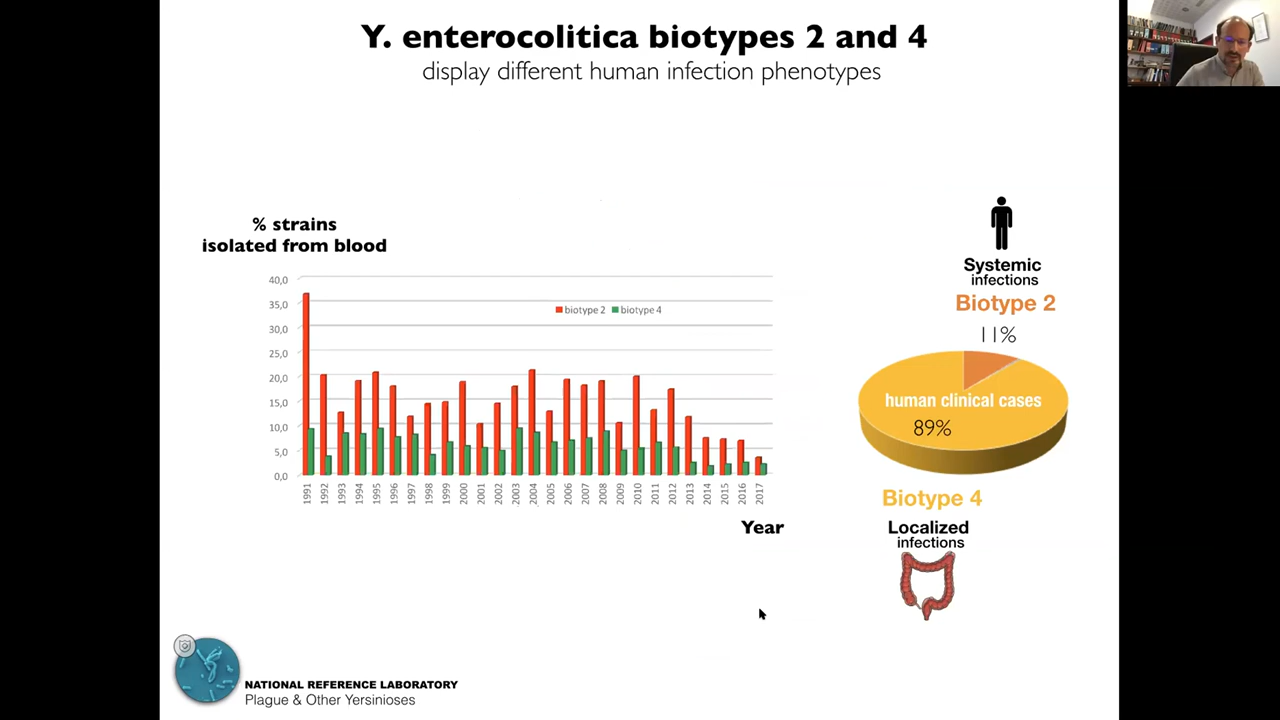 Y. enterocolitica biotypes 2 and 4
display different human infection phenotypes
% strains
isolated from blood
40,0
35,0
30,0
25,0
20,0
15,0
10,0
5,0
0,0
biotype 2
biotype 4
1991
1992
1993
1994
1995
1996
1997
1998
1999
2000
2001
2002
2003
2004
2005
2006
2007
2008
2009
2010
2011
2012
2013
2014
2015
2016
2017
Year
Systemic
infections
Biotype 2
11%
human clinical cases
89%
Biotype 4
Localized
infections
NATIONAL REFERENCE LABORATORY
Plague & Other Yersinioses